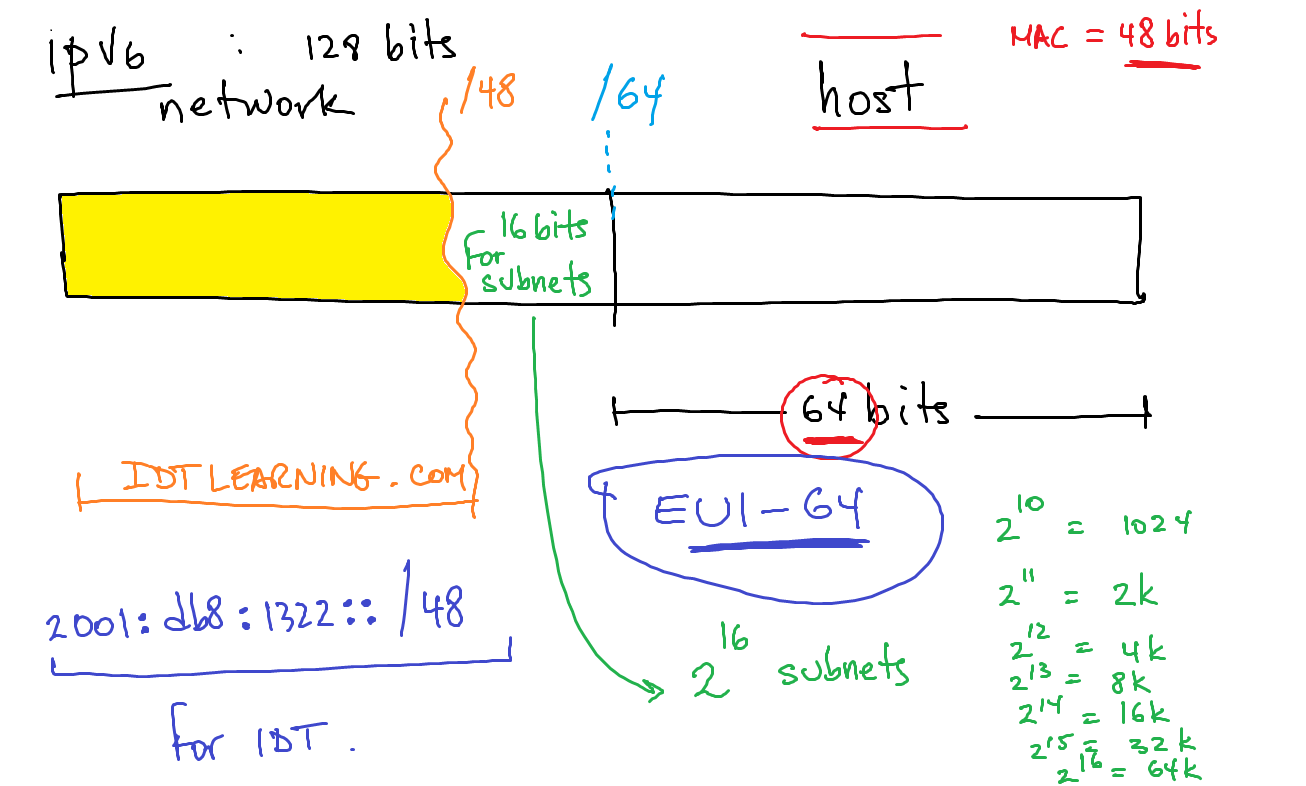 ipv6 : 128 bits
network
/48
/64
host
MAC = 48 bits
16 bits
For
subnets
64 bits
IDTLEARNING.COM
EUI-64
2001:db8:1322:: /48
For IDT.
2^16 subnets
2^10 = 1024
2^11 = 2k
2^12 = 4k
2^13 = 8k
2^14 = 16k
2^15 = 32k
2^16 = 64k